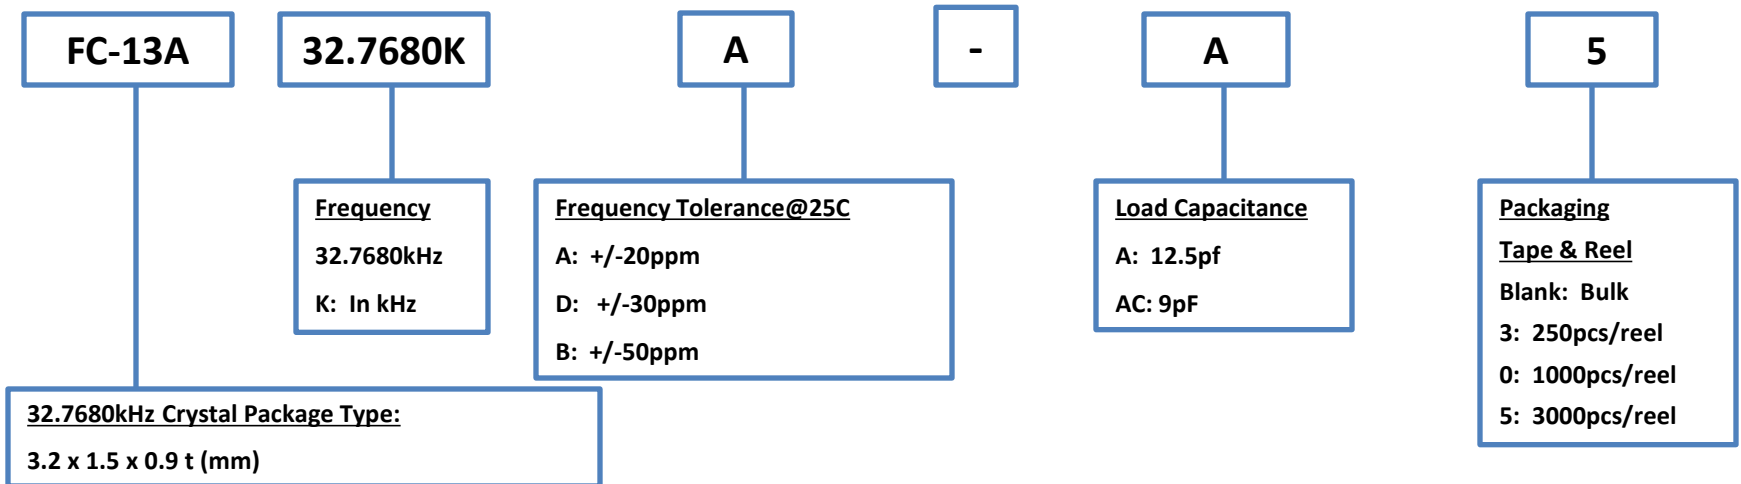 FC-13A 32.7680K A - A 5
Frequency
32.7680kHz
K: In kHz
Frequency Tolerance@25C
A: +/-20ppm
D: +/-30ppm
B: +/-50ppm
Load Capacitance
A: 12.5pf
AC: 9pF
Packaging
Tape & Reel
Blank: Bulk
3: 250pcs/reel
0: 1000pcs/reel
5: 3000pcs/reel
32.7680kHz Crystal Package Type:
3.2 x 1.5 x 0.9 t (mm)